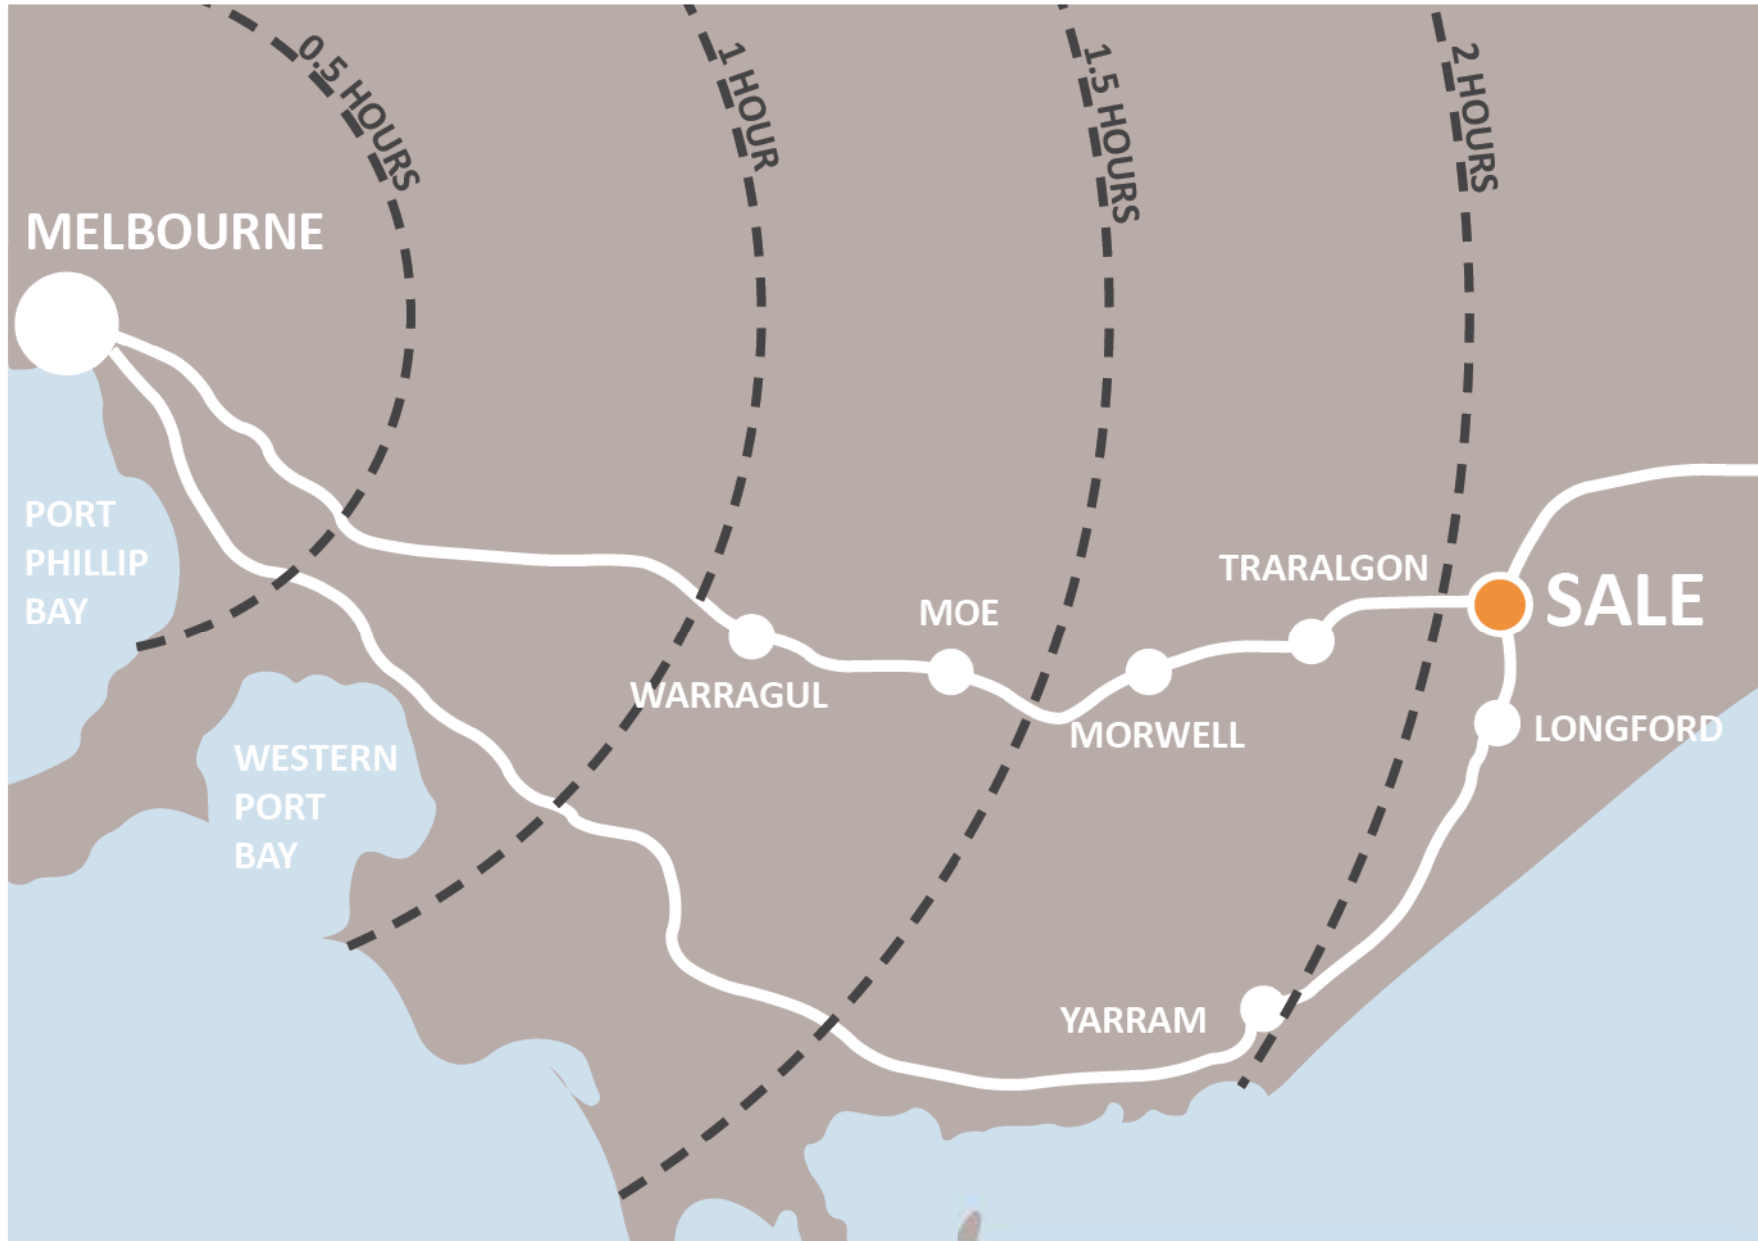 0.5 HOURS
1 HOUR
1.5 HOURS
2 HOURS
MELBOURNE
PORT
PHILLIP
BAY
TRARALGON
SALE
MOE
WARRAGUL
MORWELL
LONGFORD
WESTERN
PORT
BAY
YARRAM